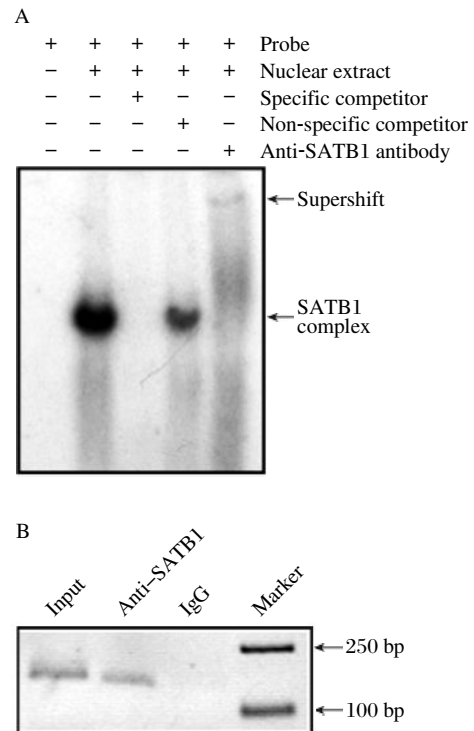 A
+ + + + + Probe
− + + + + Nuclear extract
− − + − − Specific competitor
− − − + − Non-specific competitor
− − − − + Anti-SATB1 antibody
Supershift
SATB1
complex
B
Input Anti−SATB1 IgG Marker
250 bp
100 bp